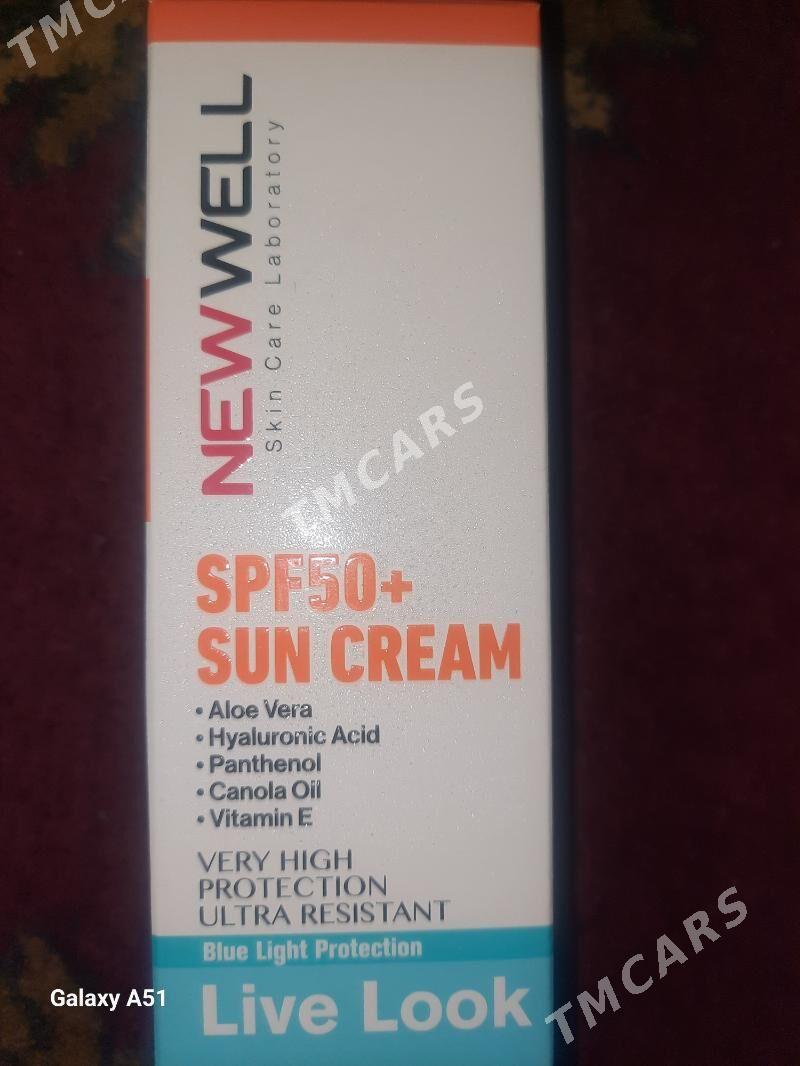 TMC
NEWWELL
Skin Care Laboratory
TMCARS
SPF50+
SUN CREAM
• Aloe Vera
• Hyaluronic Acid
• Panthenol
• Canola Oil
• Vitamin E
VERY HIGH
PROTECTION
ULTRA RESISTANT
Blue Light Protection
Live Look
Galaxy A51
TMCARS